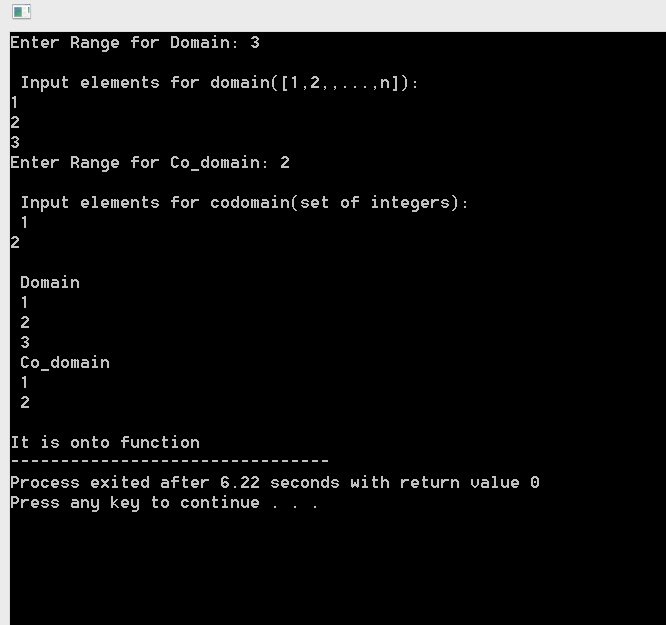 Enter Range for Domain: 3
Input elements for domain([1,2,,...,n]):
1
2
3
Enter Range for Co_domain: 2
Input elements for codomain(set of integers):
1
2
Domain
1
2
3
Co_domain
1
2
It is onto function
--------------------------------
Process exited after 6.22 seconds with return value 0
Press any key to continue . . .